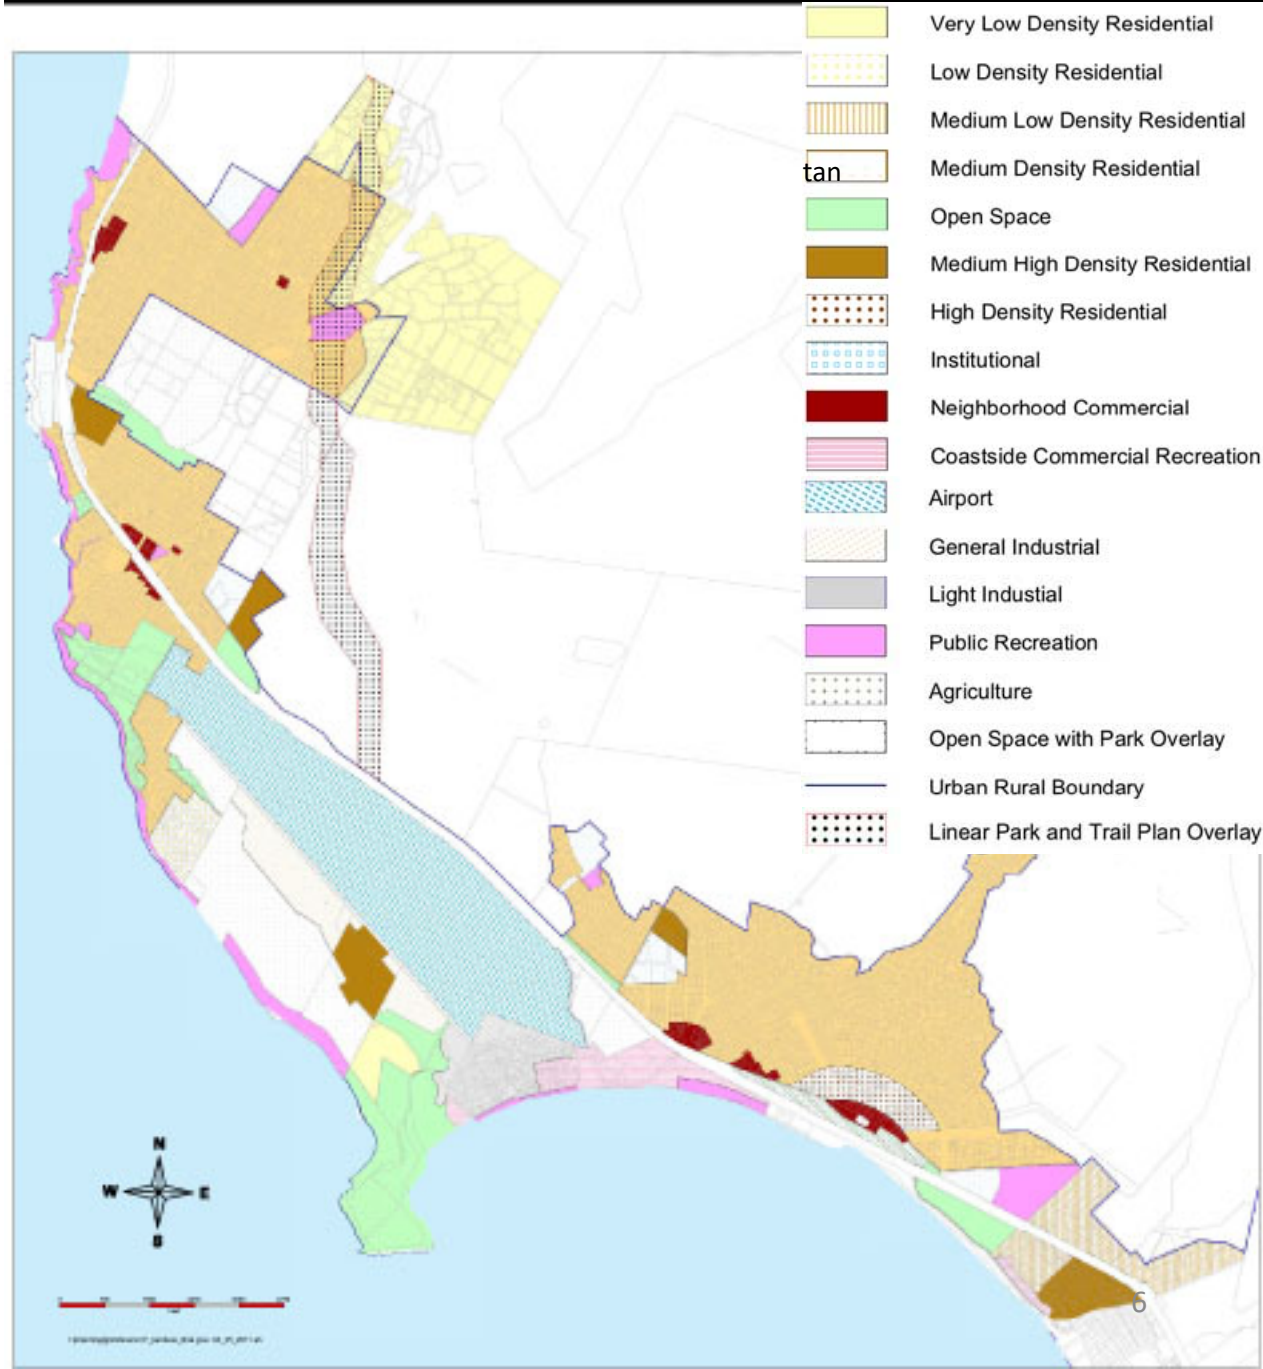 Very Low Density Residential
Low Density Residential
Medium Low Density Residential
tan
Medium Density Residential
Open Space
Medium High Density Residential
High Density Residential
Institutional
Neighborhood Commercial
Coastside Commercial Recreation
Airport
General Industrial
Light Industial
Public Recreation
Agriculture
Open Space with Park Overlay
Urban Rural Boundary
Linear Park and Trail Plan Overlay
N
W E
S
6